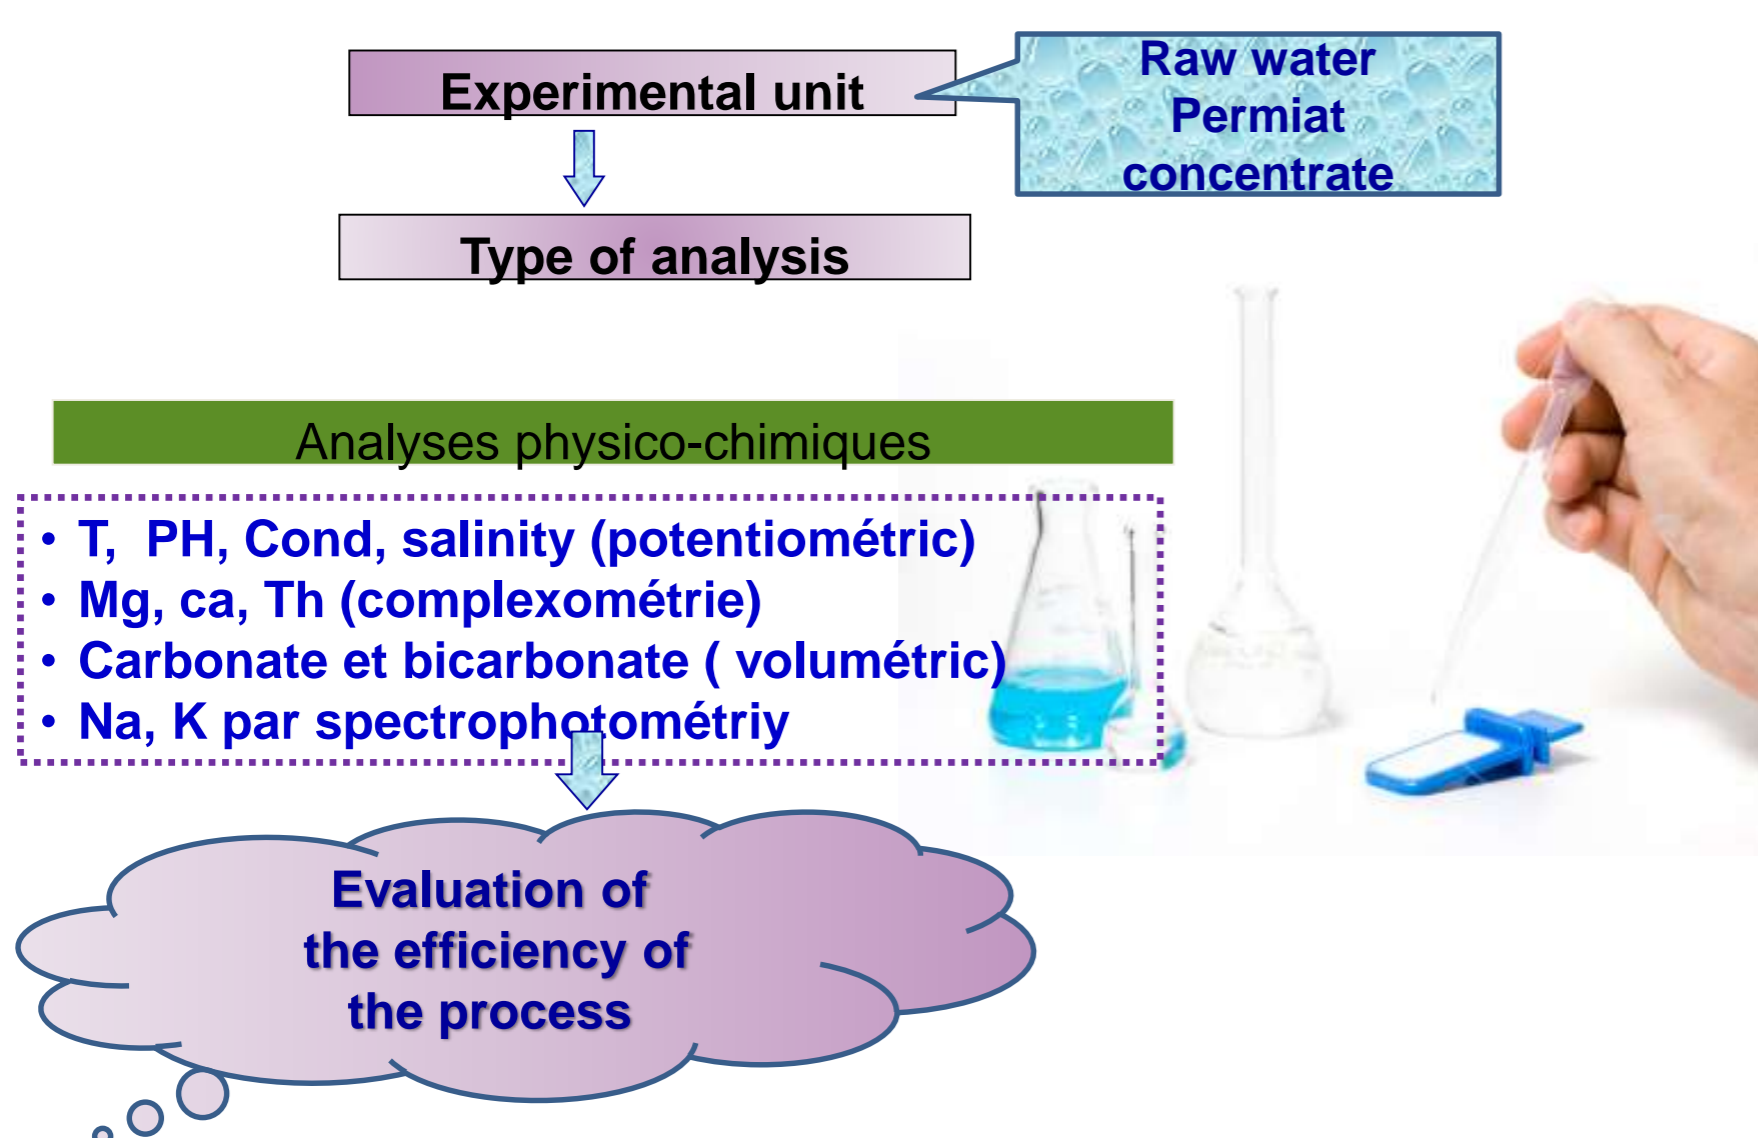 Experimental unit
Raw water
Permiat
concentrate
Type of analysis
Analyses physico-chimiques
• T, PH, Cond, salinity (potentiométric)
• Mg, ca, Th (complexométrie)
• Carbonate et bicarbonate ( volumétric)
• Na, K par spectrophotométriy
Evaluation of
the efficiency of
the process